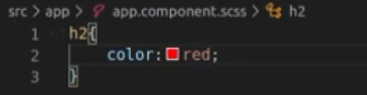 src > app > app.component.scss > h2
1 h2{
2 color: red;
3 }